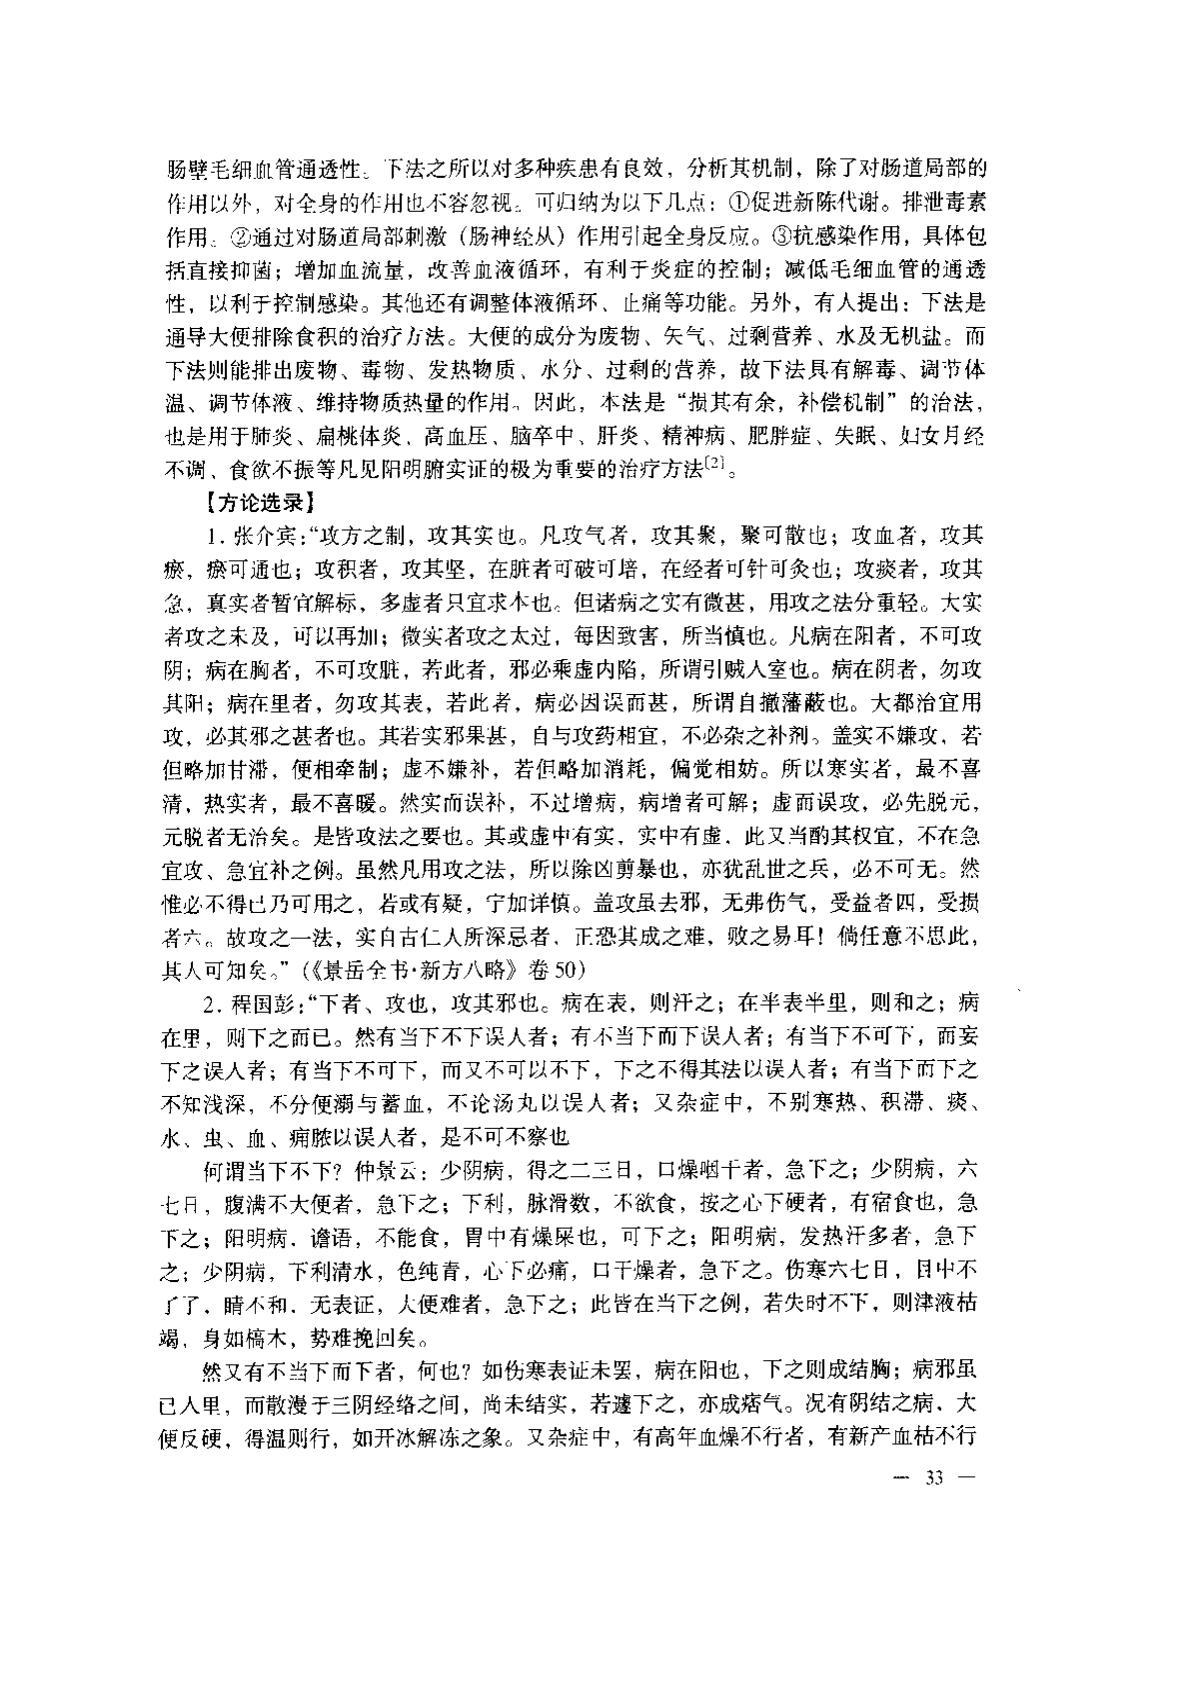 肠壁毛细血管通透性。下法之所以对多种疾患有良效，分析其机制，除了对肠道局部的
作用以外，对全身的作用也不容忽视。可归纳为以下几点：①促进新陈代谢。排泄毒素
作用。②通过对肠道局部刺激（肠神经从）作用引起全身反应。③抗感染作用，具体包
括直接抑菌；增加血流量，改善血液循环，有利于炎症的控制；减低毛细血管的通透
性，以利于控制感染。其他还有调整体液循环、止痛等功能。另外，有人提出：下法是
通导大便排除食积的治疗方法。大便的成分为废物、矢气、过剩营养、水及无机盐。而
下法则能排出废物、毒物、发热物质、水分、过剩的营养，故下法具有解毒、调节体
温、调节体液、维持物质热量的作用。因此，本法是“损其有余，补偿机制”的治法，
也是用于肺炎、扁桃体炎、高血压、脑卒中、肝炎、精神病、肥胖症、失眠、妇女月经
不调、食欲不振等凡见阳明腑实证的极为重要的治疗方法〔2〕。
【方论选录】
1. 张介宾：“攻方之制，攻其实也。凡攻气者，攻其聚，聚可散也；攻血者，攻其
瘀，瘀可通也；攻积者，攻其坚，在脏者可破可培，在经者可针可灸也；攻痰者，攻其
急，真实者暂宜解标，多虚者只宜求本也。但诸病之实有微甚，用攻之法分重轻。大实
者攻之未及，可以再加；微实者攻之太过，每因致害，所当慎也。凡病在阳者，不可攻
阴；病在胸者，不可攻脏，若此者，邪必乘虚内陷，所谓引贼入室也。病在阴者，勿攻
其阳；病在里者，勿攻其表，若此者，病必因误而甚，所谓自撤藩蔽也。大都治宜用
攻，必其邪之甚者也。其若实邪果甚，自与攻药相宜，不必杂之补剂。盖实不嫌攻，若
但略加甘滞，便相牵制；虚不嫌补，若但略加消耗，偏觉相妨。所以寒实者，最不喜
清，热实者，最不喜暖。然实而误补，不过增病，病增者可解；虚而误攻，必先脱元，
元脱者无治矣。是皆攻法之要也。其或虚中有实，实中有虚，此又当酌其权宜，不在急
宜攻、急宜补之例。虽然凡用攻之法，所以除凶剪暴也，亦犹乱世之兵，必不可无。然
惟必不得已乃可用之，若或有疑，宁加详慎。盖攻虽去邪，无弗伤气，受益者四，受损
者六。故攻之一法，实自古仁人所深忌者，正恐其成之难，败之易耳！倘任意不思此，
其人可知矣。”（《景岳全书·新方八略》卷 50）
2. 程国彭：“下者、攻也，攻其邪也。病在表，则汗之；在半表半里，则和之；病
在里，则下之而已。然有当下不下误人者；有不当下而下误人者；有当下不可下，而妄
下之误人者；有当下不可下，而又不可以不下，下之不得其法以误人者；有当下而下之
不知浅深，不分便溺与蓄血，不论汤丸以误人者；又杂症中，不别寒热、积滞、痰、
水、虫、血、痈脓以误人者，是不可不察也
何谓当下不下？仲景云：少阴病，得之二三日，口燥咽干者，急下之；少阴病，六
七日，腹满不大便者，急下之；下利，脉滑数，不欲食，按之心下硬者，有宿食也，急
下之；阳明病，谵语，不能食，胃中有燥屎也，可下之；阳明病，发热汗多者，急下
之；少阴病，下利清水，色纯青，心下必痛，口干燥者，急下之。伤寒六七日，目中不
了了，睛不和，无表证，大便难者，急下之；此皆在当下之例，若失时不下，则津液枯
竭，身如槁木，势难挽回矣。
然又有不当下而下者，何也？如伤寒表证未罢，病在阳也，下之则成结胸；病邪虽
已入里，而散漫于三阴经络之间，尚未结实，若遽下之，亦成痞气。况有阴结之病，大
便反硬，得温则行，如开冰解冻之象。又杂症中，有高年血燥不行者，有新产血枯不行
— 33 —